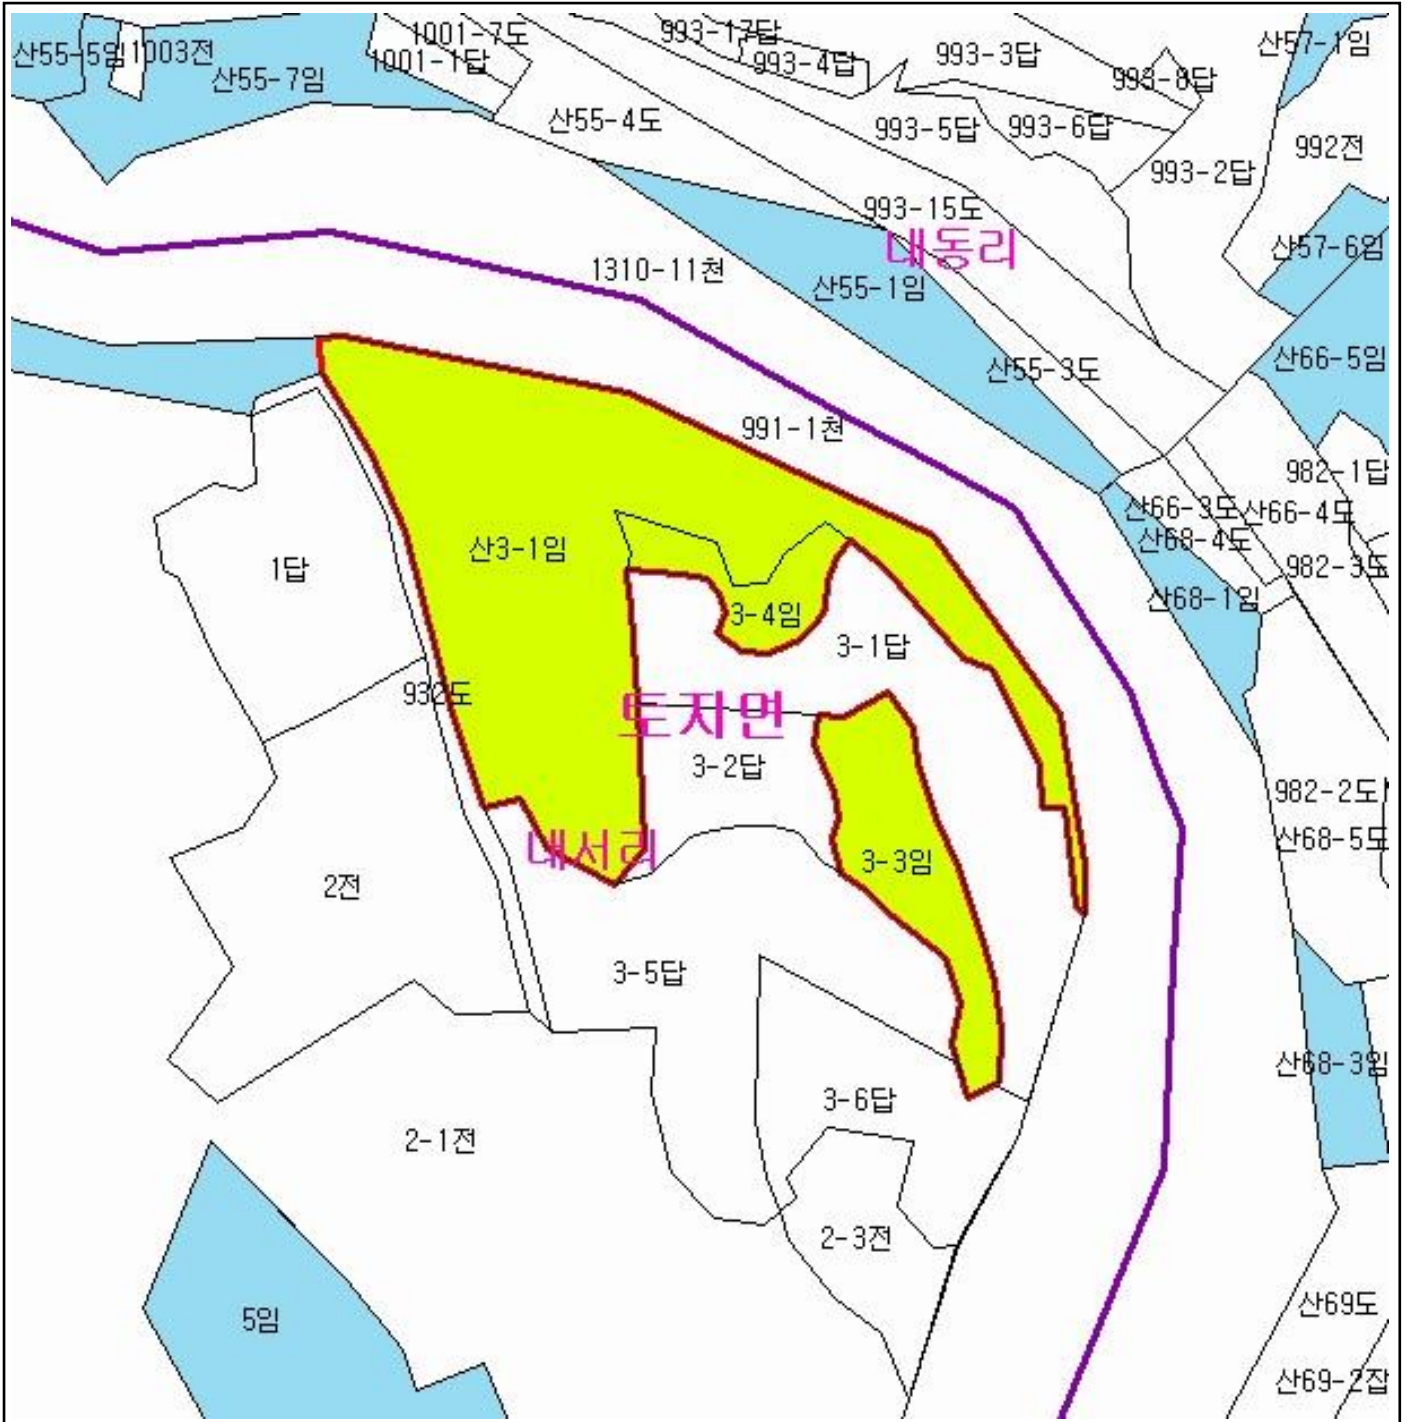 1001-7도
993-17답
산55-5임
1003전
1001-1답
993-4답
993-3답
산57-1임
산55-7임
993-8답
산55-4도
993-5답
993-6답
992전
993-2답
993-15도
내동리
산57-6임
1310-11천
산55-1임
산55-3도
산66-5임
991-1천
982-1답
산66-3도
산66-4도
산3-1임
산68-4도
1답
982-3도
산68-1임
3-4임
3-1답
932도
토지면
3-2답
982-2도
내서리
3-3임
산68-5도
2전
3-5답
산68-3임
3-6답
2-1전
2-3전
산69도
5임
산69-2잡